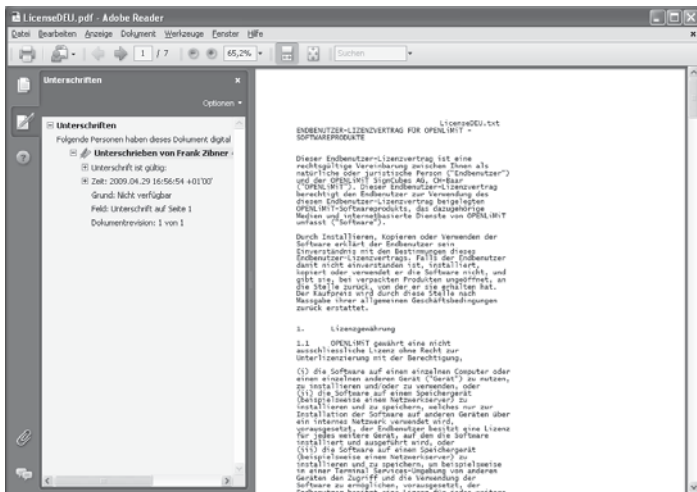 LicenseDEU.pdf - Adobe Reader
Datei Bearbeiten Anzeige Dokument Werkzeuge Fenster Hilfe
1 / 7 65,2% Suchen
Unterschriften
Optionen
Unterschriften
Folgende Personen haben dieses Dokument digital
Unterschrieben von Frank Zibner
Unterschrift ist gültig:
Zeit: 2009.04.29 16:56:54 +01'00'
Grund: Nicht verfügbar
Feld: Unterschrift auf Seite 1
Dokumentrevision: 1 von 1
LicenseDEU.txt
ENDBENUTZER-LIZENZVERTRAG FÜR OPENLiMiT -
SOFTWAREPRODUKTE
Dieser Endbenutzer-Lizenzvertrag ist eine
rechtsgültige Vereinbarung zwischen Ihnen als
natürliche oder juristische Person ("Endbenutzer")
und der OPENLiMiT SignCubes AG, CH-Baar
("OPENLiMiT"). Dieser Endbenutzer-Lizenzvertrag
berechtigt den Endbenutzer zur Verwendung des
diesen Endbenutzer-Lizenzvertrag beigelegten
OPENLiMiT-Softwareprodukts, das dazugehörige
Medien und internetbasierte Dienste von OPENLiMiT
umfasst ("Software").
Durch Installieren, Kopieren oder Verwenden der
Software erklärt der Endbenutzer sein
Einverständnis mit den Bestimmungen dieses
Endbenutzer-Lizenzvertrags. Falls der Endbenutzer
damit nicht einverstanden ist, installiert,
kopiert oder verwendet er die Software nicht, und
gibt sie, bei verpackten Produkten ungeöffnet, an
die Stelle zurück, von der er sie erhalten hat.
Der Kaufpreis wird durch diese Stelle nach
Massgabe ihrer allgemeinen Geschäftsbedingungen
zurück erstattet.
1. Lizenzgewährung
1.1 OPENLiMiT gewährt eine nicht
ausschliessliche Lizenz ohne Recht zur
Unterlizenzierung mit der Berechtigung,
(i) die Software auf einen einzelnen Computer oder
einen einzelnen anderen Gerät ("Gerät") zu nutzen,
zu installieren und/oder zu verwenden, oder
(ii) die Software auf einem Speichergerät
(beispielsweise einem Netzwerkserver) zu
installieren und zu speichern, welches nur zur
Installation der Software auf anderen Geräten über
ein internes Netzwerk verwendet wird,
vorausgesetzt, der Endbenutzer besitzt eine Lizenz
für jedes weitere Gerät, auf dem die Software
installiert und ausgeführt wird, oder
(iii) die Software auf einem Speichergerät
(beispielsweise einem Netzwerkserver) zu
installieren und zu speichern, um beispielsweise
in einer Terminal Services-Umgebung von anderen
Geräten den Zugriff und die Verwendung der
Software zu ermöglichen, vorausgesetzt, der